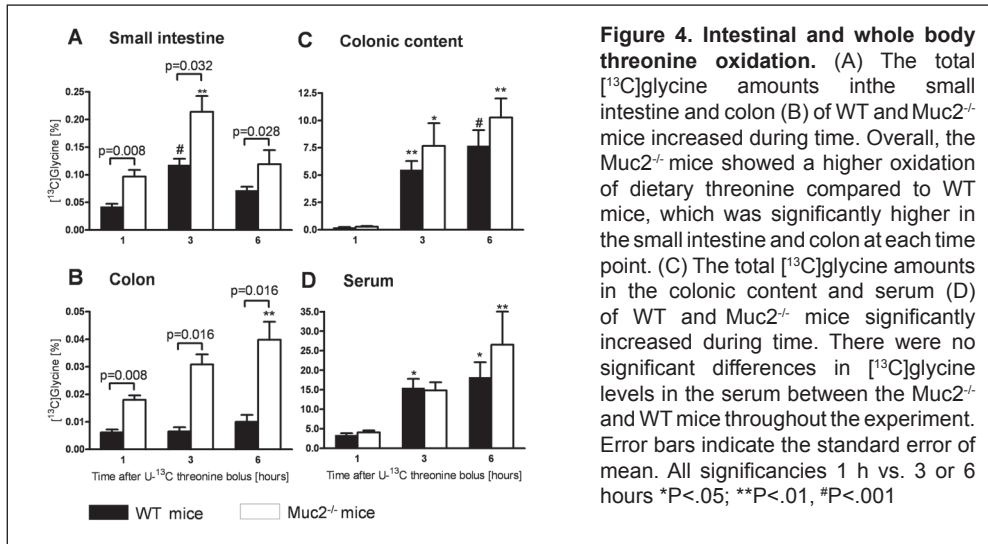 A Small intestine
p=0.032
**
p=0.008
#
p=0.028
[13C]Glycine [%]
0.25
0.20
0.15
0.10
0.05
0.00
1 3 6
C Colonic content
**
*
#
**
12.5
10.0
7.5
5.0
2.5
0.0
1 3 6
B Colon
p=0.016
**
p=0.016
p=0.008
[13C]Glycine [%]
0.05
0.04
0.03
0.02
0.01
0.00
1 3 6
Time after U-13C threonine bolus [hours]
D Serum
**
*
*
35.0
30.0
25.0
20.0
15.0
10.0
5.0
0.0
1 3 6
Time after U-13C threonine bolus [hours]
WT mice Muc2-/- mice
Figure 4. Intestinal and whole body
threonine oxidation. (A) The total
[13C]glycine amounts inthe small
intestine and colon (B) of WT and Muc2-/-
mice increased during time. Overall, the
Muc2-/- mice showed a higher oxidation
of dietary threonine compared to WT
mice, which was significantly higher in
the small intestine and colon at each time
point. (C) The total [13C]glycine amounts
in the colonic content and serum (D)
of WT and Muc2-/- mice significantly
increased during time. There were no
significant differences in [13C]glycine
levels in the serum between the Muc2-/-
and WT mice throughout the experiment.
Error bars indicate the standard error of
mean. All significancies 1 h vs. 3 or 6
hours *P<.05; **P<.01, #P<.001